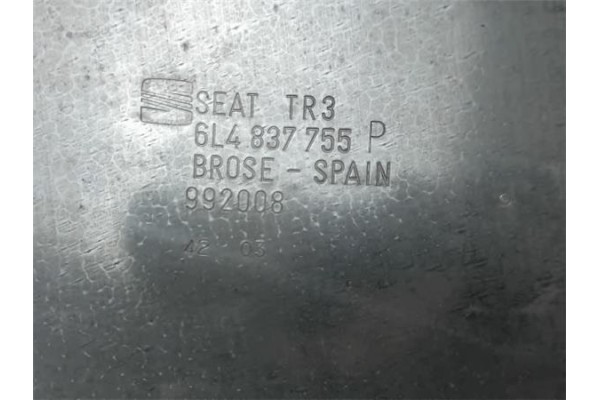 SEAT TR3
6L4 837 755 P
BROSE - SPAIN
992008
42 03